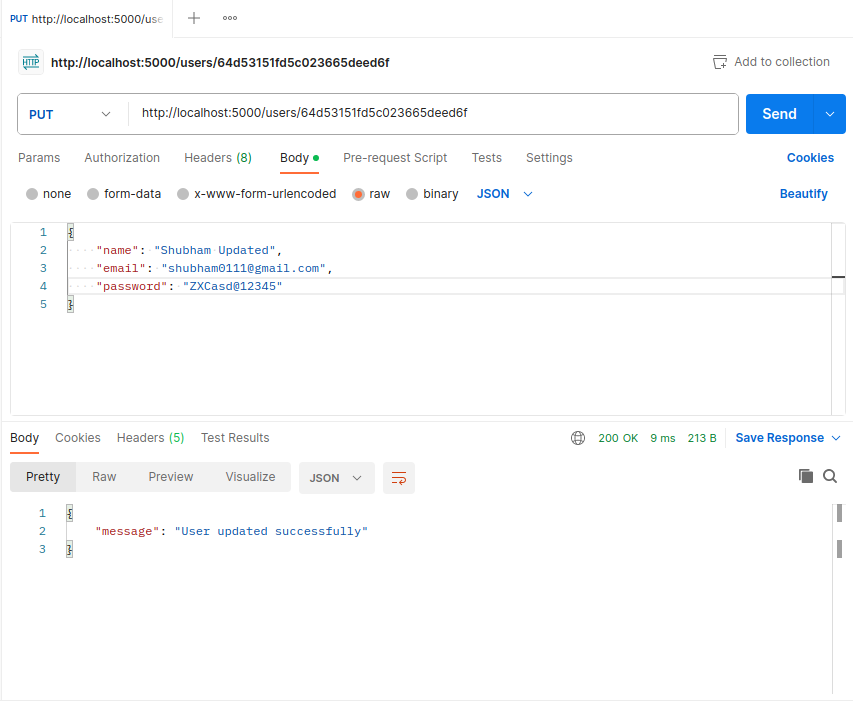 PUT http://localhost:5000/use
HTTP http://localhost:5000/users/64d53151fd5c023665deed6f Add to collection
PUT http://localhost:5000/users/64d53151fd5c023665deed6f Send
Params Authorization Headers (8) Body Pre-request Script Tests Settings Cookies
none form-data x-www-form-urlencoded raw binary JSON Beautify
1 {
2 "name": "Shubham Updated",
3 "email": "shubham0111@gmail.com",
4 "password": "ZXCasd@12345"
5 }
Body Cookies Headers (5) Test Results 200 OK 9 ms 213 B Save Response
Pretty Raw Preview Visualize JSON
1 {
2 "message": "User updated successfully"
3 }